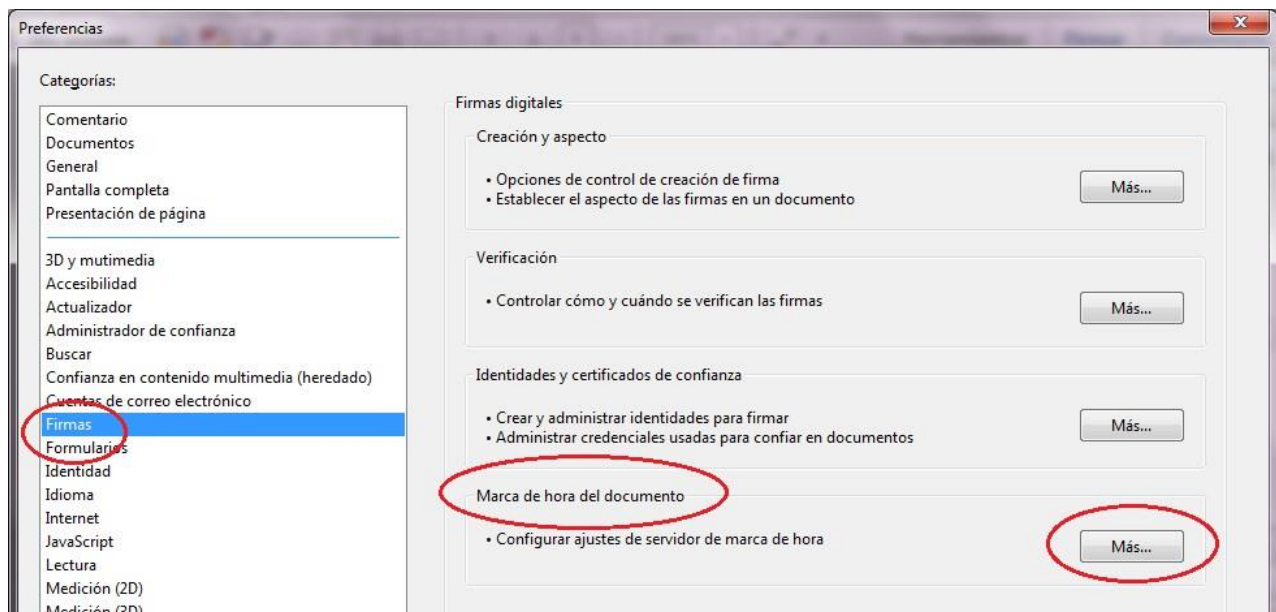 Preferencias
Categorías:
Comentario
Documentos
General
Pantalla completa
Presentación de página
3D y mutimedia
Accesibilidad
Actualizador
Administrador de confianza
Buscar
Confianza en contenido multimedia (heredado)
Cuentas de correo electrónico
Firmas
Formularios
Identidad
Idioma
Internet
JavaScript
Lectura
Medición (2D)
Medición (3D)
Firmas digitales
Creación y aspecto
• Opciones de control de creación de firma
• Establecer el aspecto de las firmas en un documento
Más...
Verificación
• Controlar cómo y cuándo se verifican las firmas
Más...
Identidades y certificados de confianza
• Crear y administrar identidades para firmar
• Administrar credenciales usadas para confiar en documentos
Más...
Marca de hora del documento
• Configurar ajustes de servidor de marca de hora
Más...